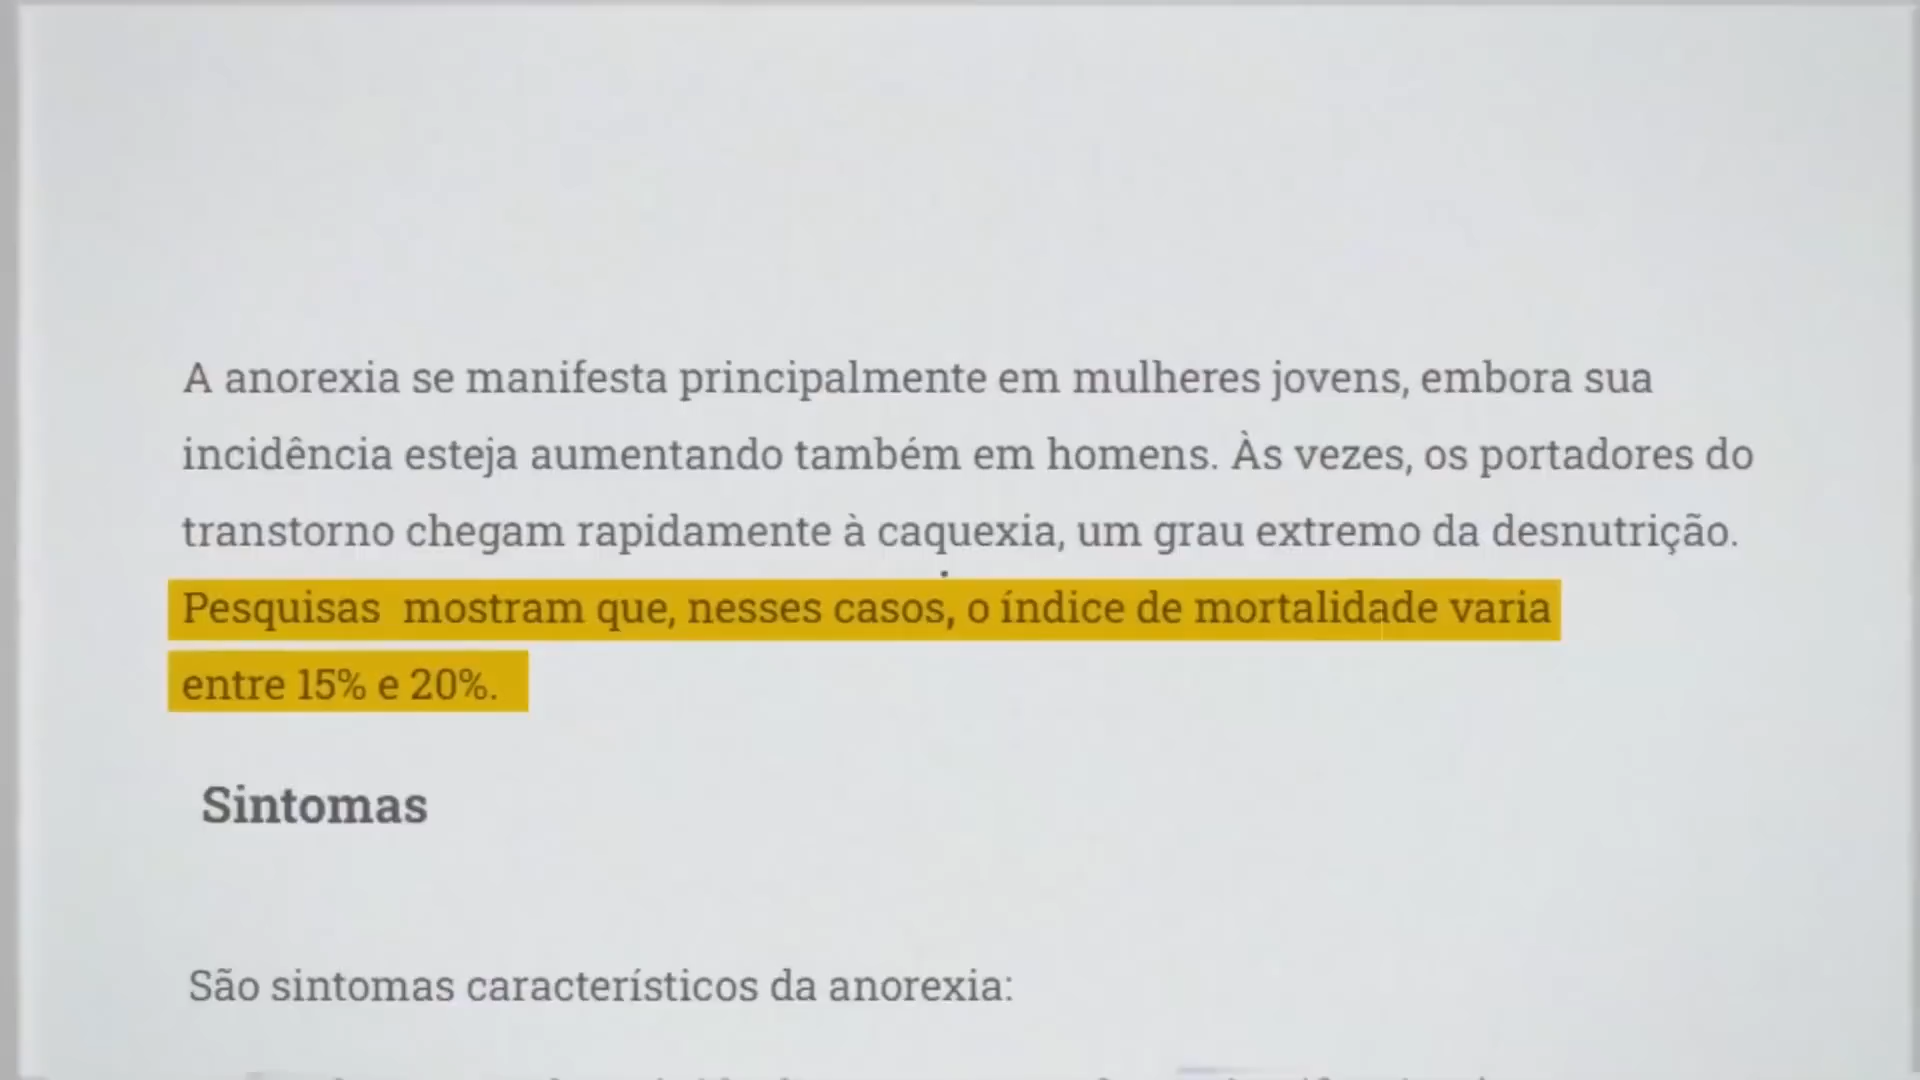 A anorexia se manifesta principalmente em mulheres jovens, embora sua
incidência esteja aumentando também em homens. Às vezes, os portadores do
transtorno chegam rapidamente à caquexia, um grau extremo da desnutrição.
Pesquisas mostram que, nesses casos, o índice de mortalidade varia
entre 15% e 20%.
Sintomas
São sintomas característicos da anorexia: